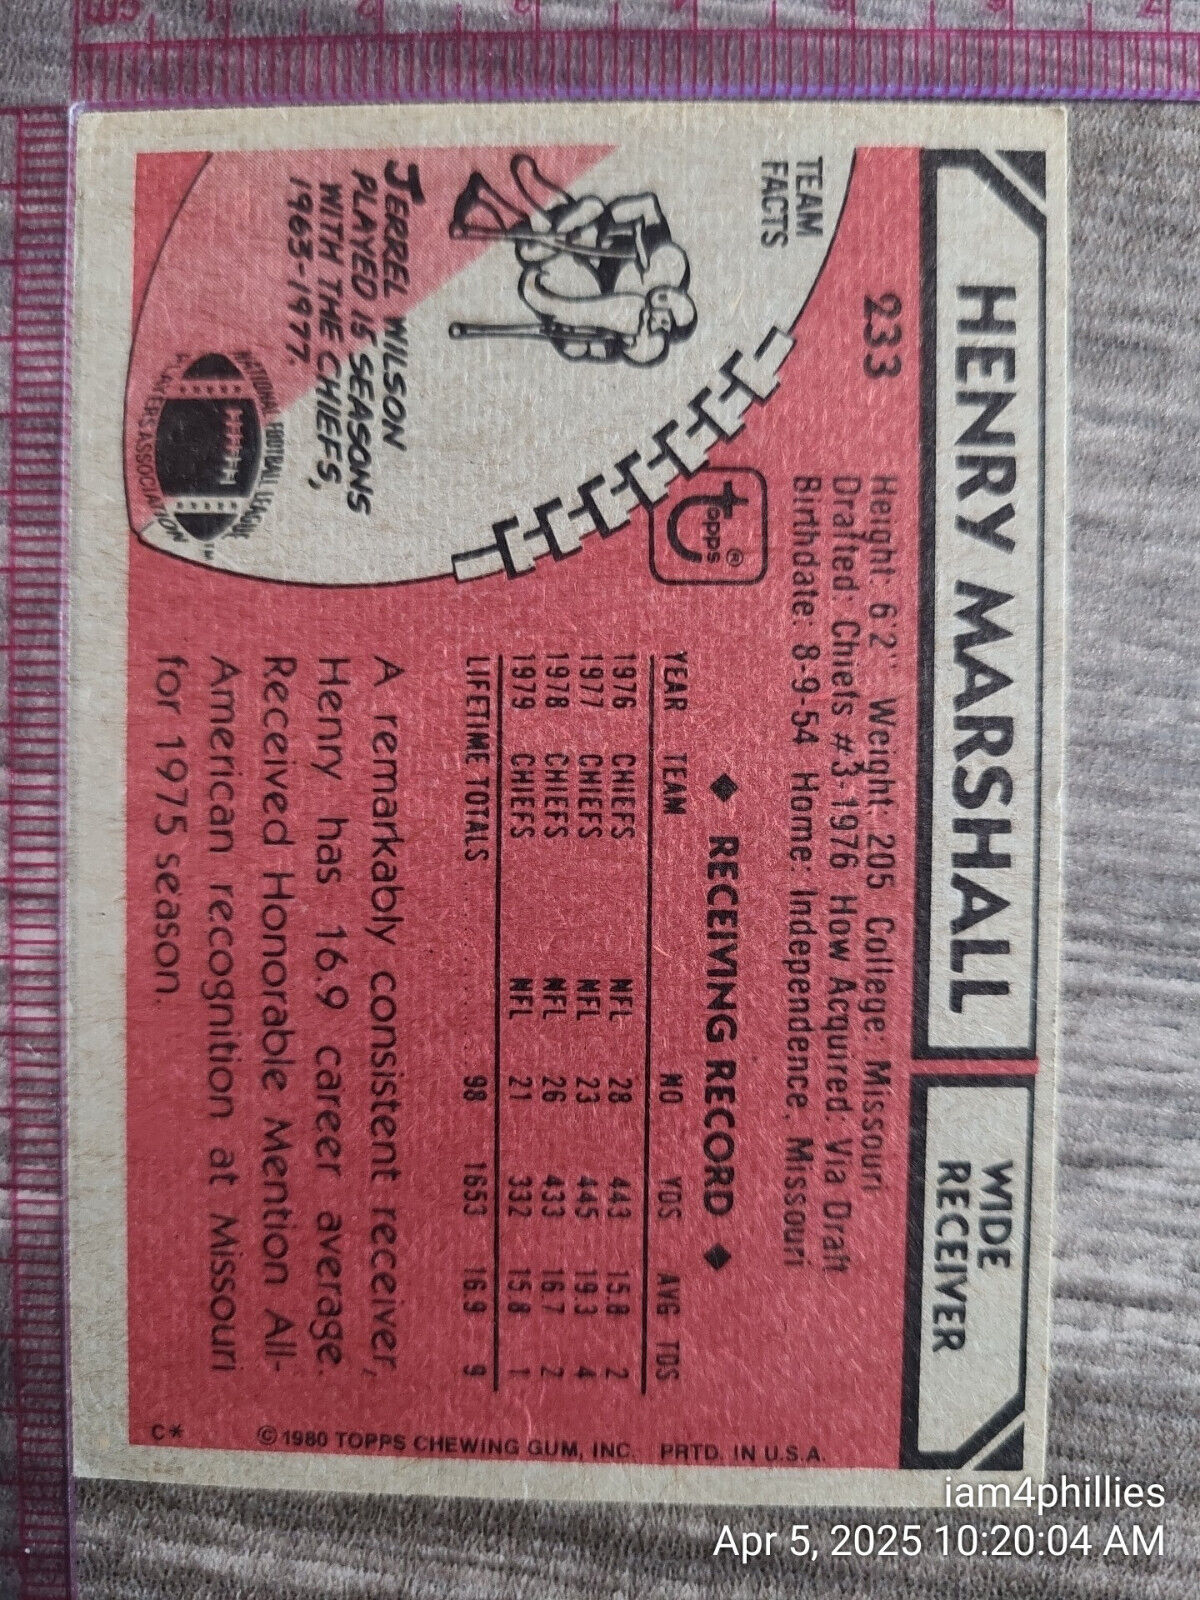 HENRY MARSHALL
WIDE
RECEIVER
233
Height: 6'2" Weight: 205 College: Missouri
Drafted: Chiefs #3-1976 How Acquired: Via Draft
Birthdate: 8-9-54 Home: Independence, Missouri
TEAM
FACTS
topps®
RECEIVING RECORD
YEAR TEAM NO YDS AVG TDS
1976 CHIEFS NFL 28 443 15.8 2
1977 CHIEFS NFL 23 445 19.3 4
1978 CHIEFS NFL 26 433 16.7 2
1979 CHIEFS NFL 21 332 15.8 1
LIFETIME TOTALS 98 1653 16.9 9
JERREL WILSON
PLAYED 15 SEASONS
WITH THE CHIEFS,
1963-1977.
NATIONAL FOOTBALL LEAGUE
PLAYERS ASSOCIATION
TM
A remarkably consistent receiver,
Henry has 16.9 career average.
Received Honorable Mention All-
American recognition at Missouri
for 1975 season.
© 1980 TOPPS CHEWING GUM, INC. PRTD. IN U.S.A.
C*
iam4phillies
Apr 5, 2025 10:20:04 AM